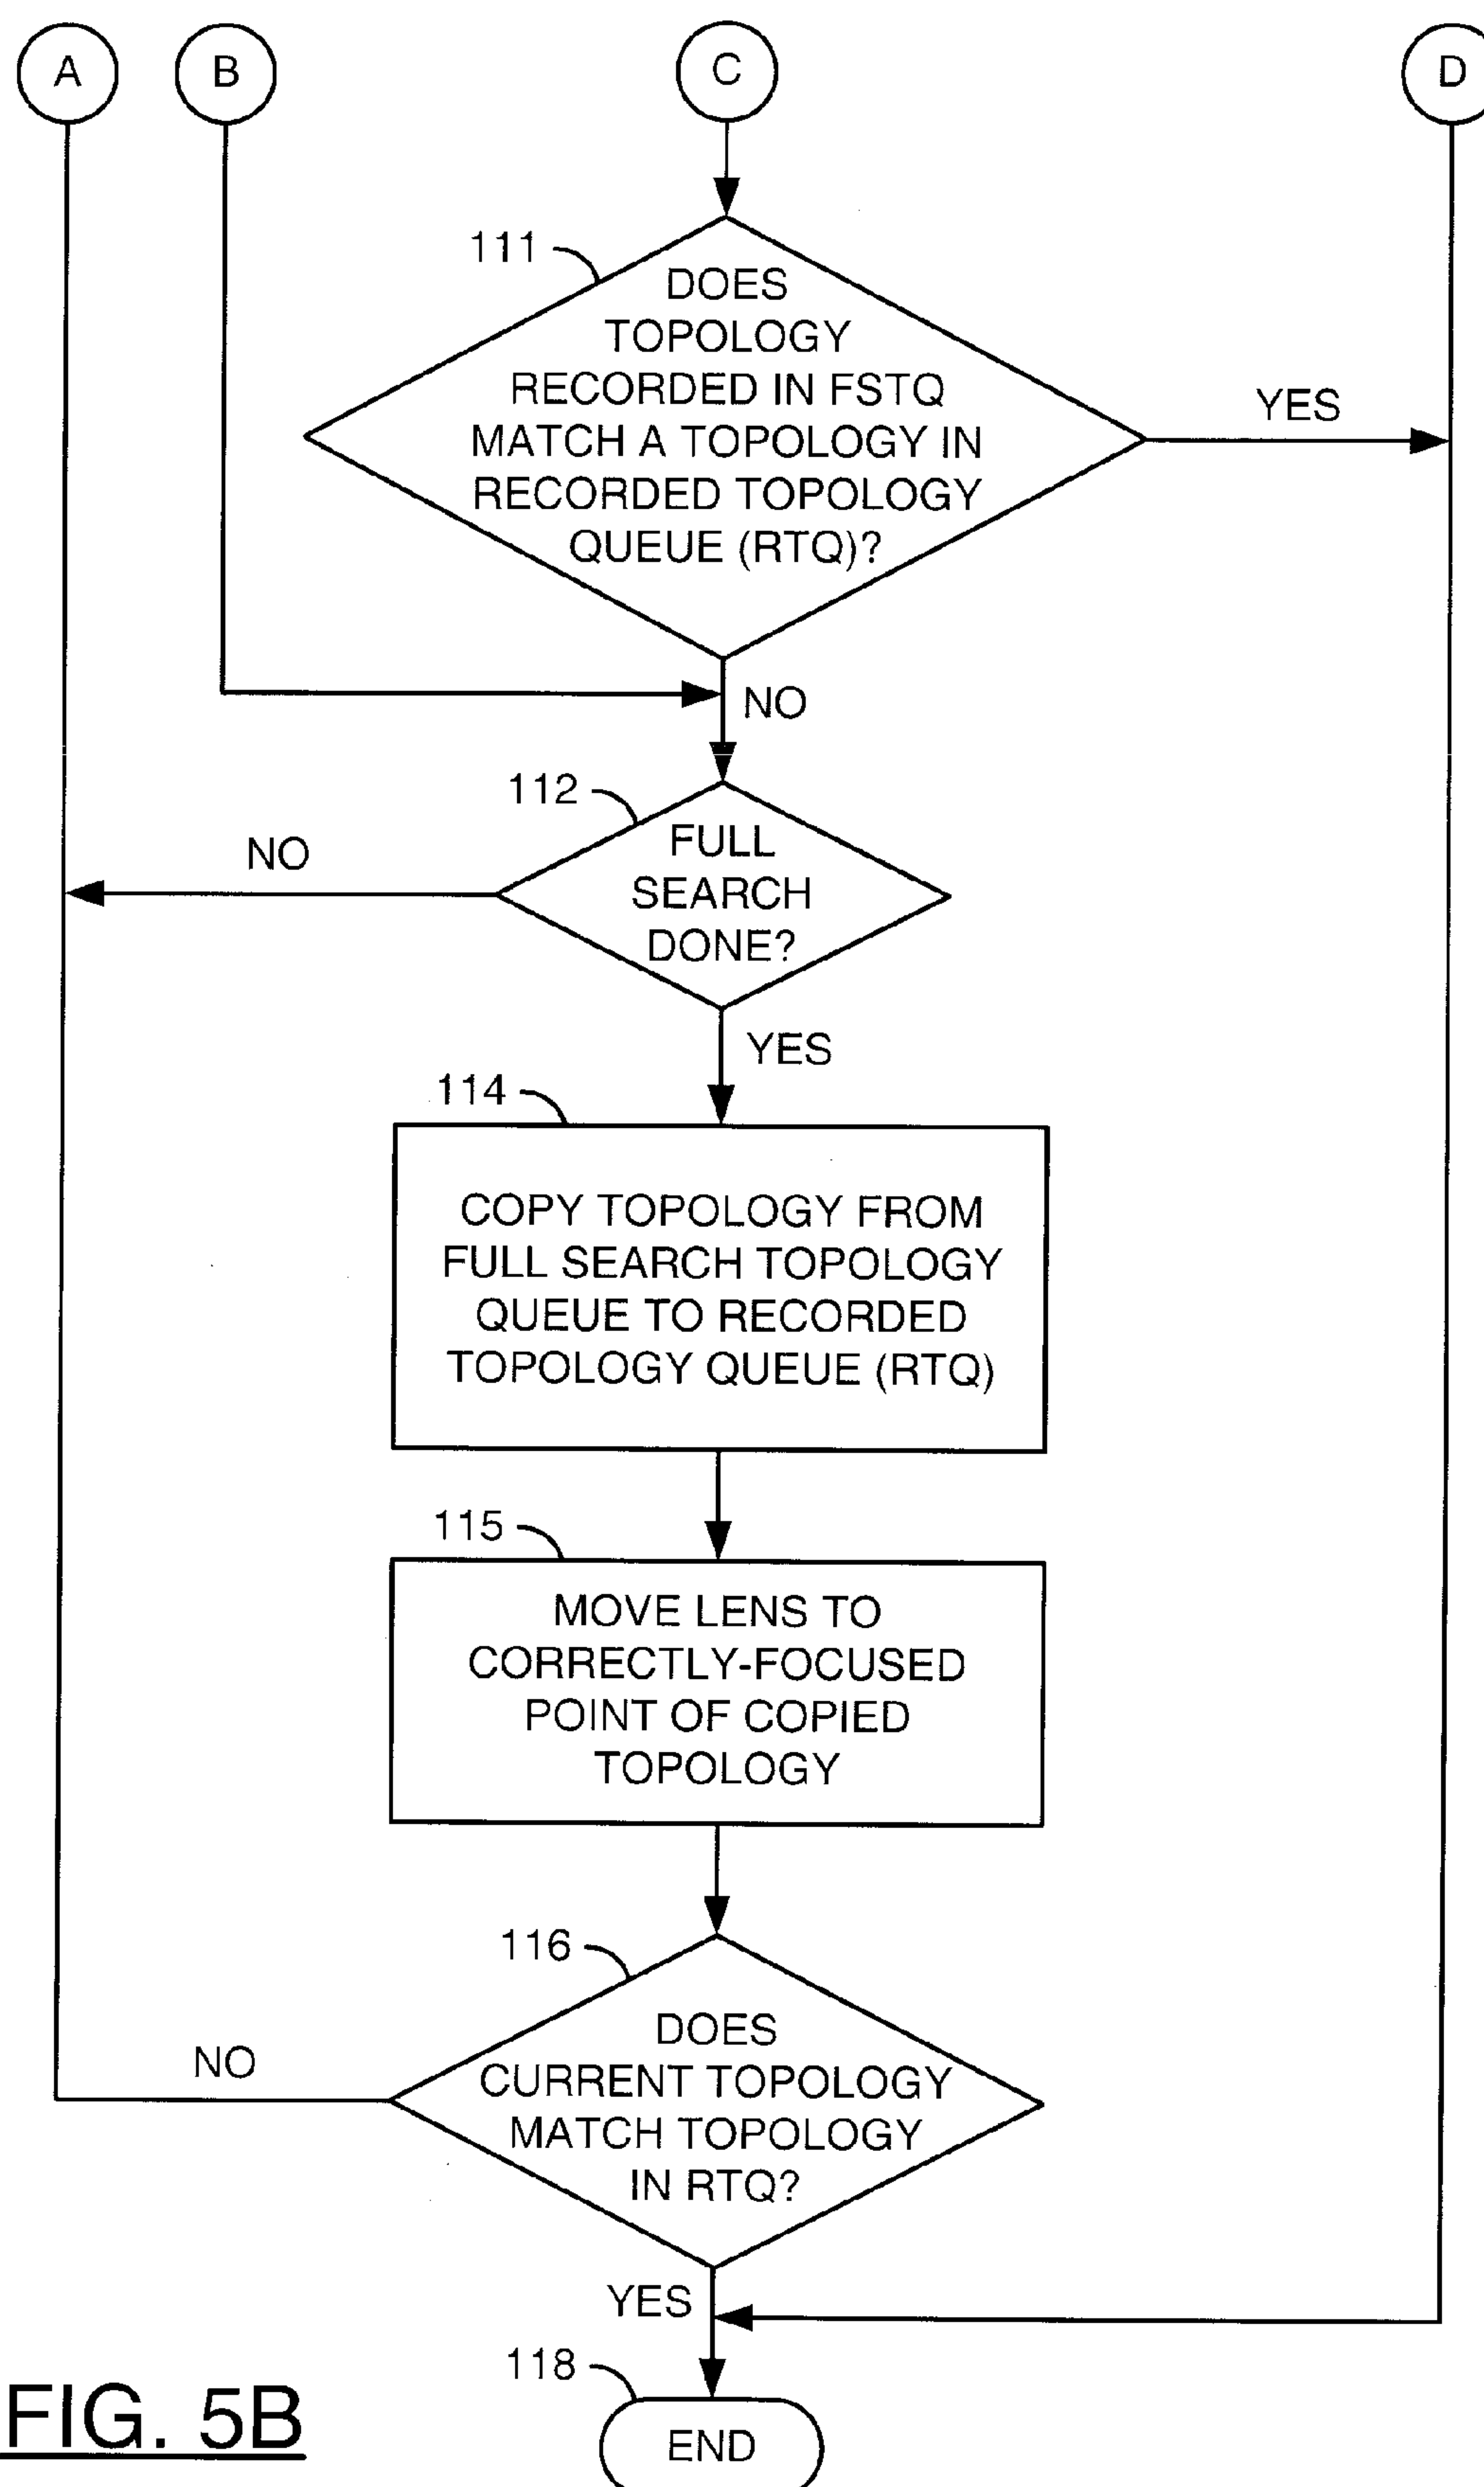 A
B
C
D
111
DOES
TOPOLOGY
RECORDED IN FSTQ
MATCH A TOPOLOGY IN
RECORDED TOPOLOGY
QUEUE (RTQ)?
YES
NO
112
FULL
SEARCH
DONE?
NO
YES
114
COPY TOPOLOGY FROM
FULL SEARCH TOPOLOGY
QUEUE TO RECORDED
TOPOLOGY QUEUE (RTQ)
115
MOVE LENS TO
CORRECTLY-FOCUSED
POINT OF COPIED
TOPOLOGY
116
DOES
CURRENT TOPOLOGY
MATCH TOPOLOGY
IN RTQ?
NO
YES
118
END
FIG. 5B